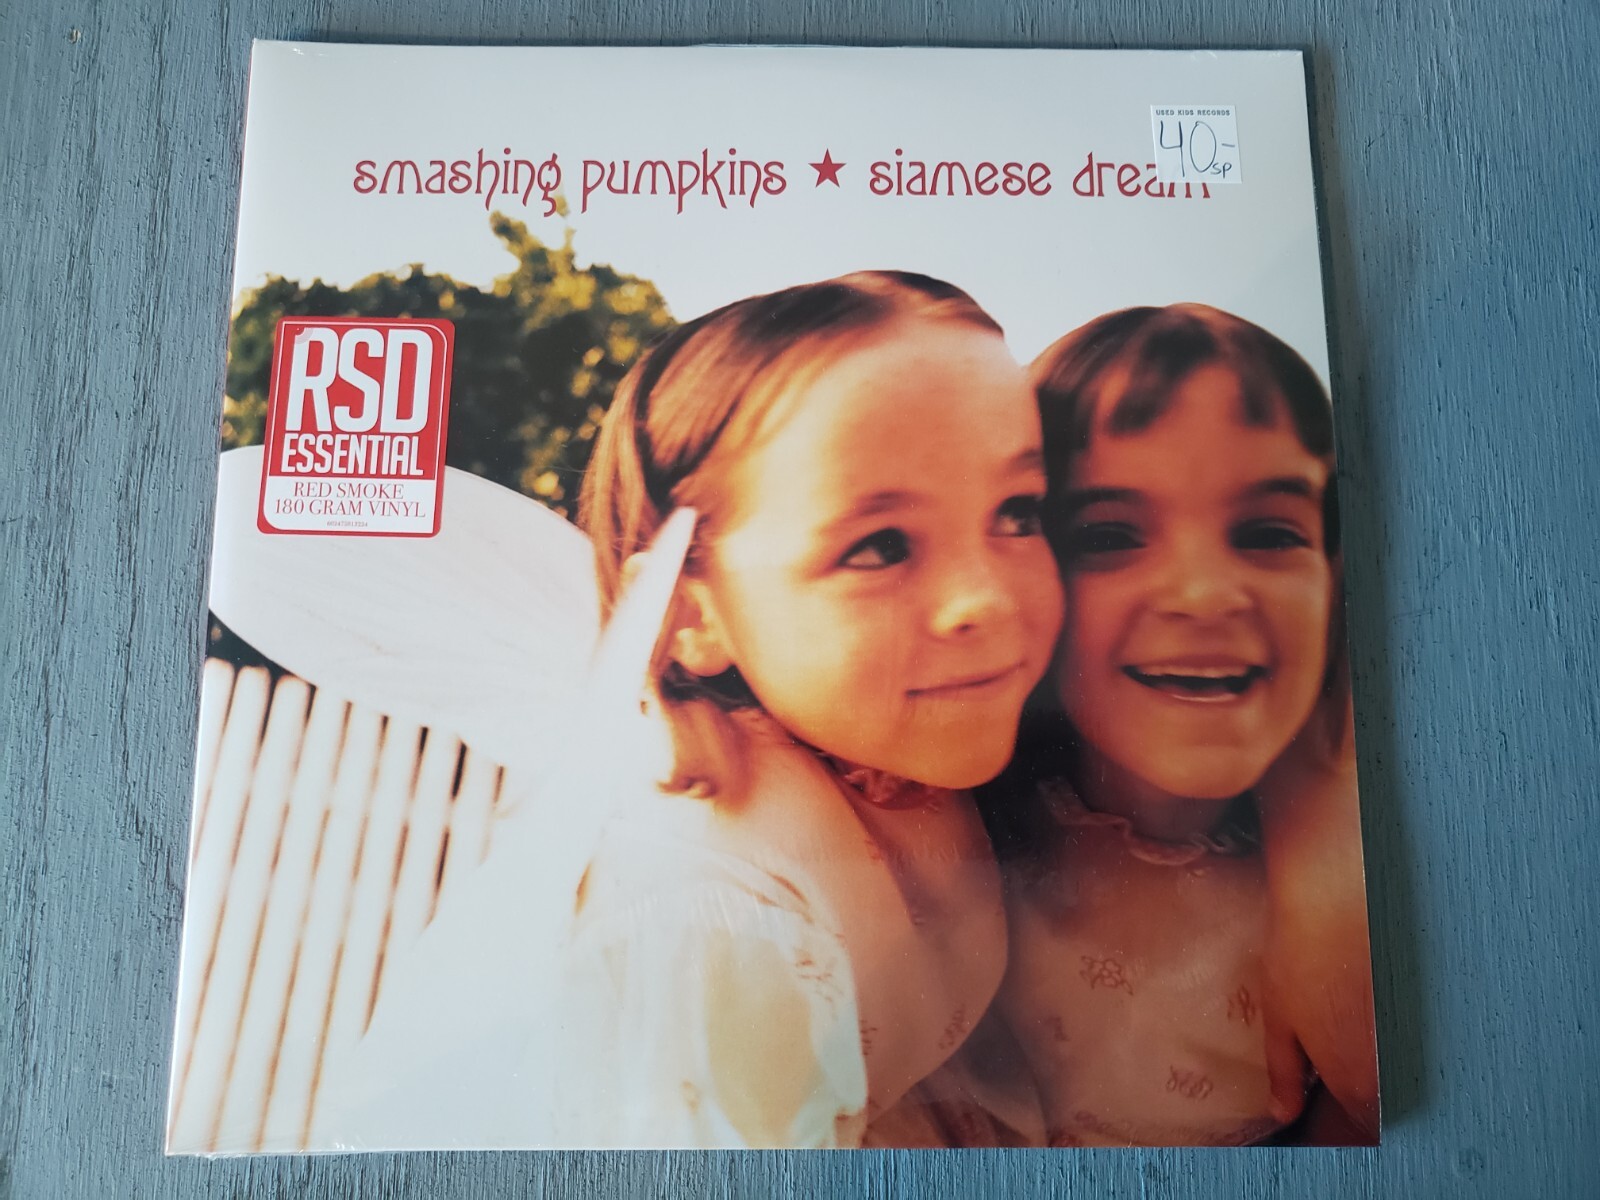 USED KIDS RECORDS
40-
SP
smashing pumpkins ★ siamese dream
RSD
ESSENTIAL
RED SMOKE
180 GRAM VINYL